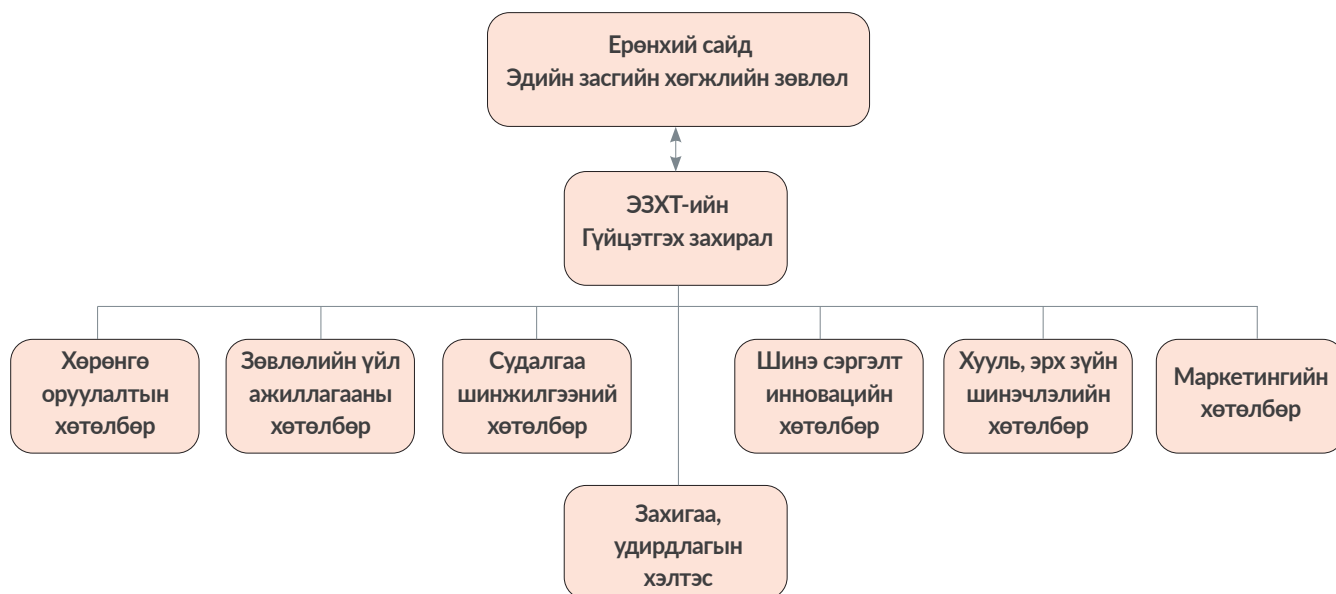 Ерөнхий сайд
Эдийн засгийн хөгжлийн зөвлөл
ЭЗХТ-ийн
Гүйцэтгэх захирал
Хөрөнгө
оруулалтын
хөтөлбөр
Зөвлөлийн үйл
ажиллагааны
хөтөлбөр
Судалгаа
шинжилгээний
хөтөлбөр
Шинэ сэргэлт
инновацийн
хөтөлбөр
Хууль, эрх зүйн
шинэчлэлийн
хөтөлбөр
Маркетингийн
хөтөлбөр
Захигаа,
удирдлагын
хэлтэс